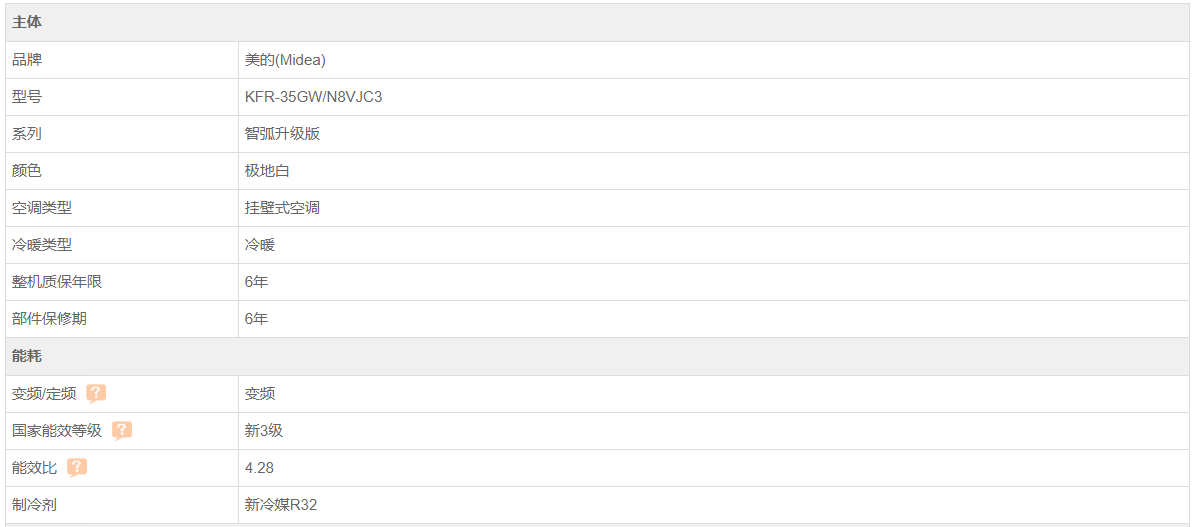 主体
品牌 美的(Midea)
型号 KFR-35GW/N8VJC3
系列 智弧升级版
颜色 极地白
空调类型 挂壁式空调
冷暖类型 冷暖
整机质保年限 6年
部件保修期 6年
能耗
变频/定频 ? 变频
国家能效等级 ? 新3级
能效比 ? 4.28
制冷剂 新冷媒R32